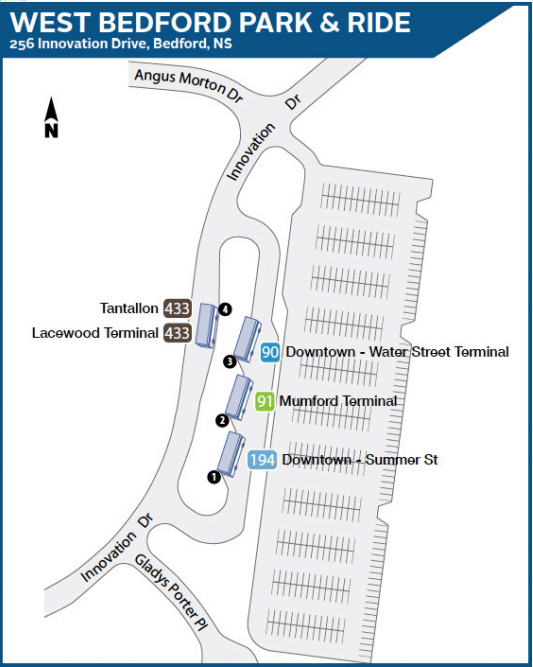 WEST BEDFORD PARK & RIDE
256 Innovation Drive, Bedford, NS
Angus Morton Dr
Innovation Dr
N
Tantallon 433
4
Lacewood Terminal 433
3
90 Downtown - Water Street Terminal
91 Mumford Terminal
2
194 Downtown - Summer St
1
Innovation Dr
Gladys Porter Pl